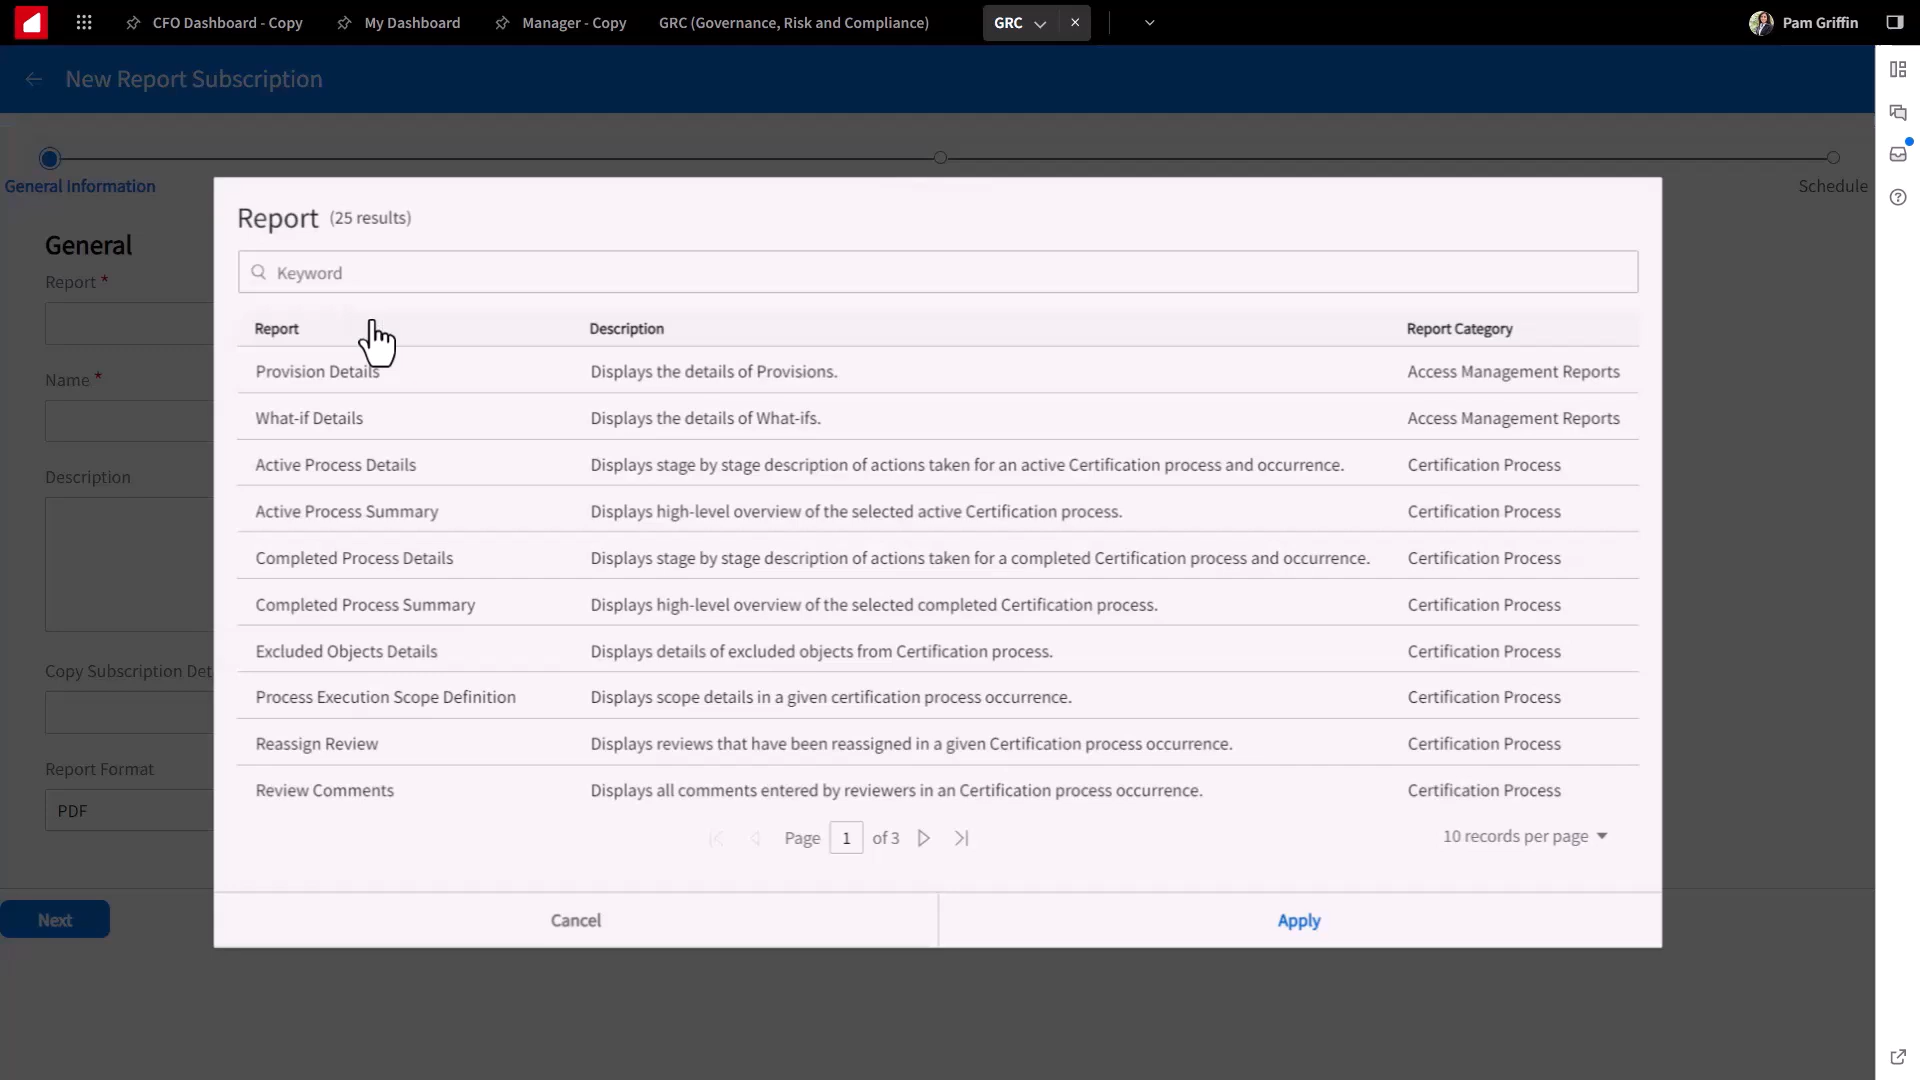 CFO Dashboard - Copy My Dashboard Manager - Copy GRC (Governance, Risk and Compliance) GRC Pam Griffin
New Report Subscription
General Information Schedule
General
Report *
Name *
Description
Copy Subscription Det
Report Format
PDF
Next
Report (25 results)
Keyword
Report Description Report Category
Provision Details Displays the details of Provisions. Access Management Reports
What-if Details Displays the details of What-ifs. Access Management Reports
Active Process Details Displays stage by stage description of actions taken for an active Certification process and occurrence. Certification Process
Active Process Summary Displays high-level overview of the selected active Certification process. Certification Process
Completed Process Details Displays stage by stage description of actions taken for a completed Certification process and occurrence. Certification Process
Completed Process Summary Displays high-level overview of the selected completed Certification process. Certification Process
Excluded Objects Details Displays details of excluded objects from Certification process. Certification Process
Process Execution Scope Definition Displays scope details in a given certification process occurrence. Certification Process
Reassign Review Displays reviews that have been reassigned in a given Certification process occurrence. Certification Process
Review Comments Displays all comments entered by reviewers in an Certification process occurrence. Certification Process
Page 1 of 3 10 records per page
Cancel Apply